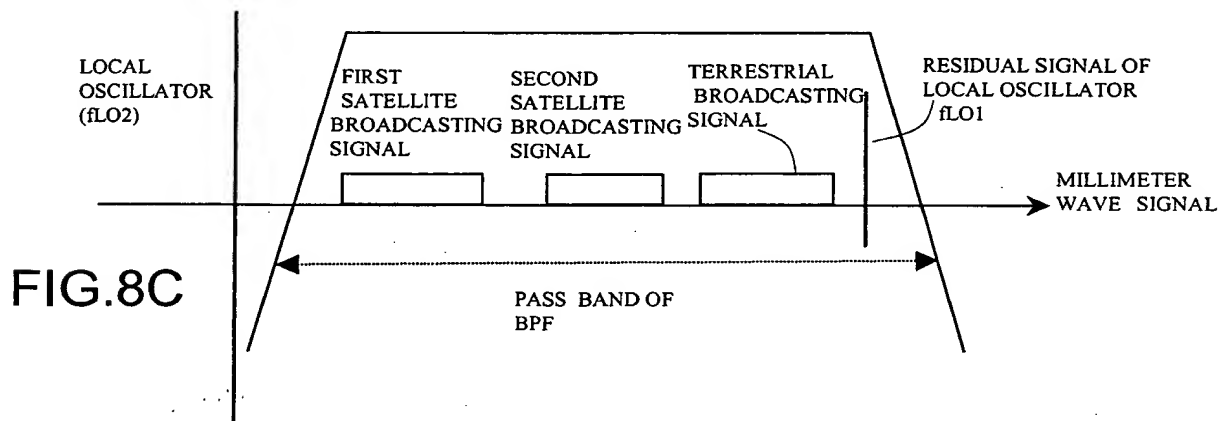 LOCAL
OSCILLATOR
(fLO2)
FIRST
SATELLITE
BROADCASTING
SIGNAL
SECOND
SATELLITE
BROADCASTING
SIGNAL
TERRESTRIAL
BROADCASTING
SIGNAL
RESIDUAL SIGNAL OF
LOCAL OSCILLATOR
fLO1
MILLIMETER
WAVE SIGNAL
FIG.8C
PASS BAND OF
BPF